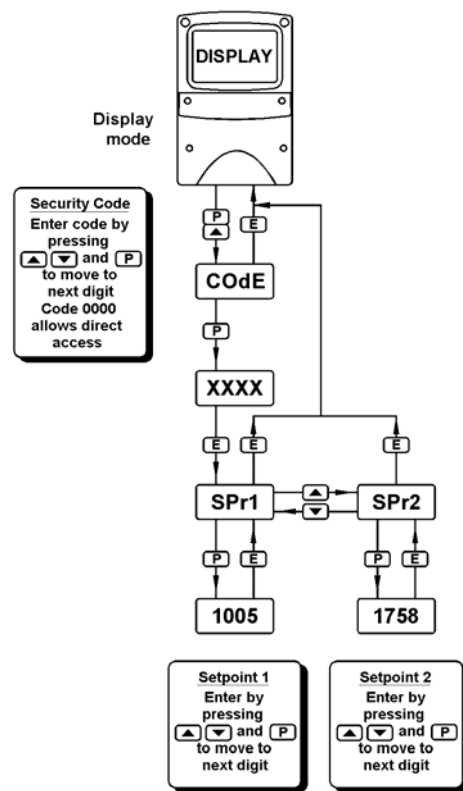 DISPLAY
Display
mode
Security Code
Enter code by
pressing
▲ ▼ and P
to move to
next digit
Code 0000
allows direct
access
P
▲
E
COdE
P
XXXX
E
E
E
SPr1
▲
▼
SPr2
P
E
P
E
1005
1758
Setpoint 1
Enter by
pressing
▲ ▼ and P
to move to
next digit
Setpoint 2
Enter by
pressing
▲ ▼ and P
to move to
next digit